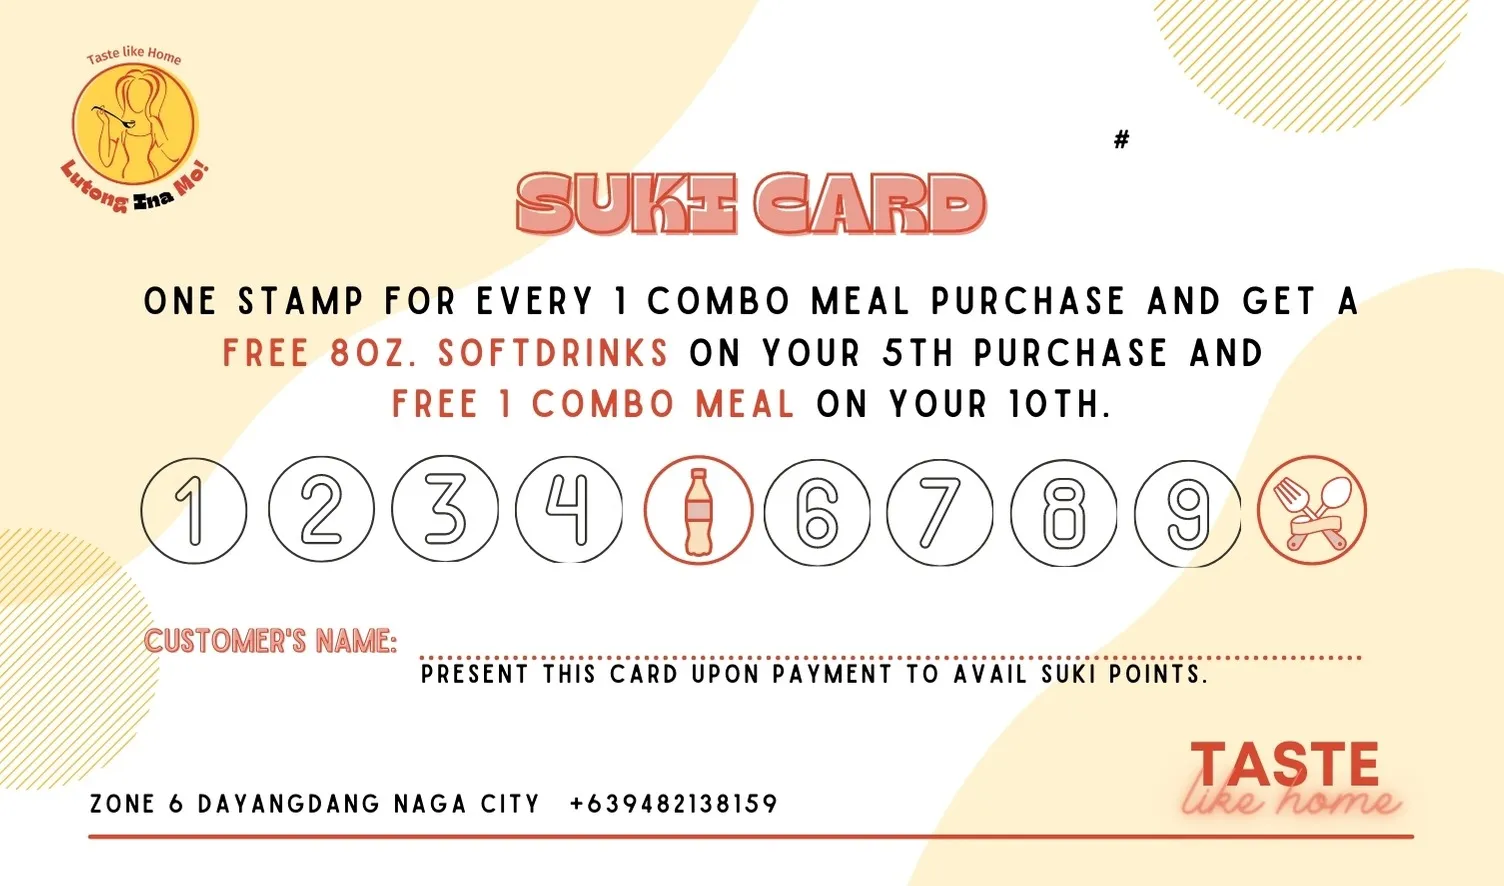 Taste like Home
Lutong Ina Mo!
#
SUKI CARD
ONE STAMP FOR EVERY 1 COMBO MEAL PURCHASE AND GET A
FREE 8OZ. SOFTDRINKS ON YOUR 5TH PURCHASE AND
FREE 1 COMBO MEAL ON YOUR 10TH.
1 2 3 4 6 7 8 9
CUSTOMER'S NAME:
PRESENT THIS CARD UPON PAYMENT TO AVAIL SUKI POINTS.
TASTE
like home
ZONE 6 DAYANGDANG NAGA CITY +639482138159